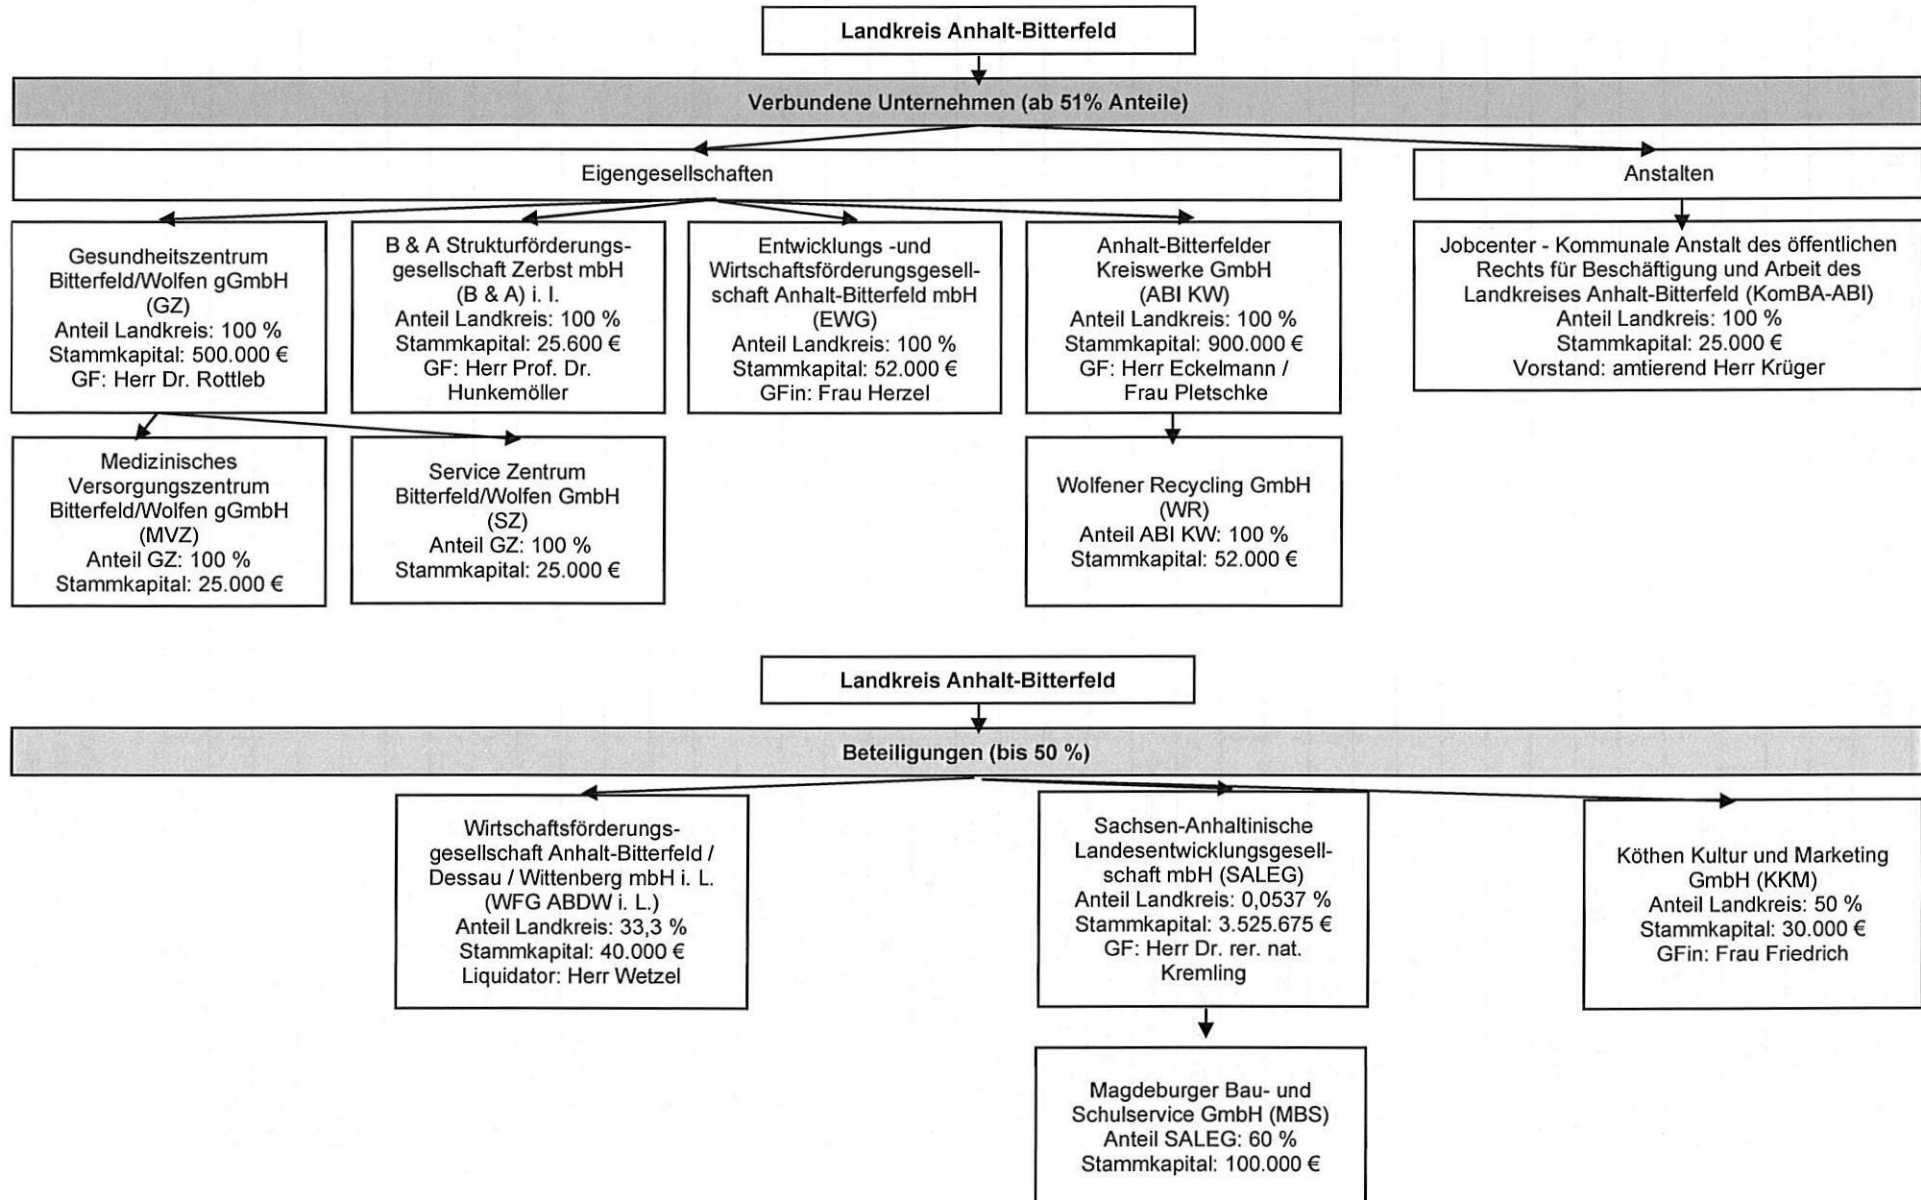 Landkreis Anhalt-Bitterfeld
Verbundene Unternehmen (ab 51% Anteile)
Eigengesellschaften
Anstalten
Gesundheitszentrum
Bitterfeld/Wolfen gGmbH
(GZ)
Anteil Landkreis: 100 %
Stammkapital: 500.000 €
GF: Herr Dr. Rottleb
B & A Strukturförderungs-
gesellschaft Zerbst mbH
(B & A) i. I.
Anteil Landkreis: 100 %
Stammkapital: 25.600 €
GF: Herr Prof. Dr.
Hunkemöller
Entwicklungs -und
Wirtschaftsförderungsgesell-
schaft Anhalt-Bitterfeld mbH
(EWG)
Anteil Landkreis: 100 %
Stammkapital: 52.000 €
GFin: Frau Herzel
Anhalt-Bitterfelder
Kreiswerke GmbH
(ABI KW)
Anteil Landkreis: 100 %
Stammkapital: 900.000 €
GF: Herr Eckelmann /
Frau Pletschke
Jobcenter - Kommunale Anstalt des öffentlichen
Rechts für Beschäftigung und Arbeit des
Landkreises Anhalt-Bitterfeld (KomBA-ABI)
Anteil Landkreis: 100 %
Stammkapital: 25.000 €
Vorstand: amtierend Herr Krüger
Medizinisches
Versorgungszentrum
Bitterfeld/Wolfen gGmbH
(MVZ)
Anteil GZ: 100 %
Stammkapital: 25.000 €
Service Zentrum
Bitterfeld/Wolfen GmbH
(SZ)
Anteil GZ: 100 %
Stammkapital: 25.000 €
Wolfener Recycling GmbH
(WR)
Anteil ABI KW: 100 %
Stammkapital: 52.000 €
Landkreis Anhalt-Bitterfeld
Beteiligungen (bis 50 %)
Wirtschaftsförderungs-
gesellschaft Anhalt-Bitterfeld /
Dessau / Wittenberg mbH i. L.
(WFG ABDW i. L.)
Anteil Landkreis: 33,3 %
Stammkapital: 40.000 €
Liquidator: Herr Wetzel
Sachsen-Anhaltinische
Landesentwicklungsgesell-
schaft mbH (SALEG)
Anteil Landkreis: 0,0537 %
Stammkapital: 3.525.675 €
GF: Herr Dr. rer. nat.
Kremling
Köthen Kultur und Marketing
GmbH (KKM)
Anteil Landkreis: 50 %
Stammkapital: 30.000 €
GFin: Frau Friedrich
Magdeburger Bau- und
Schulservice GmbH (MBS)
Anteil SALEG: 60 %
Stammkapital: 100.000 €